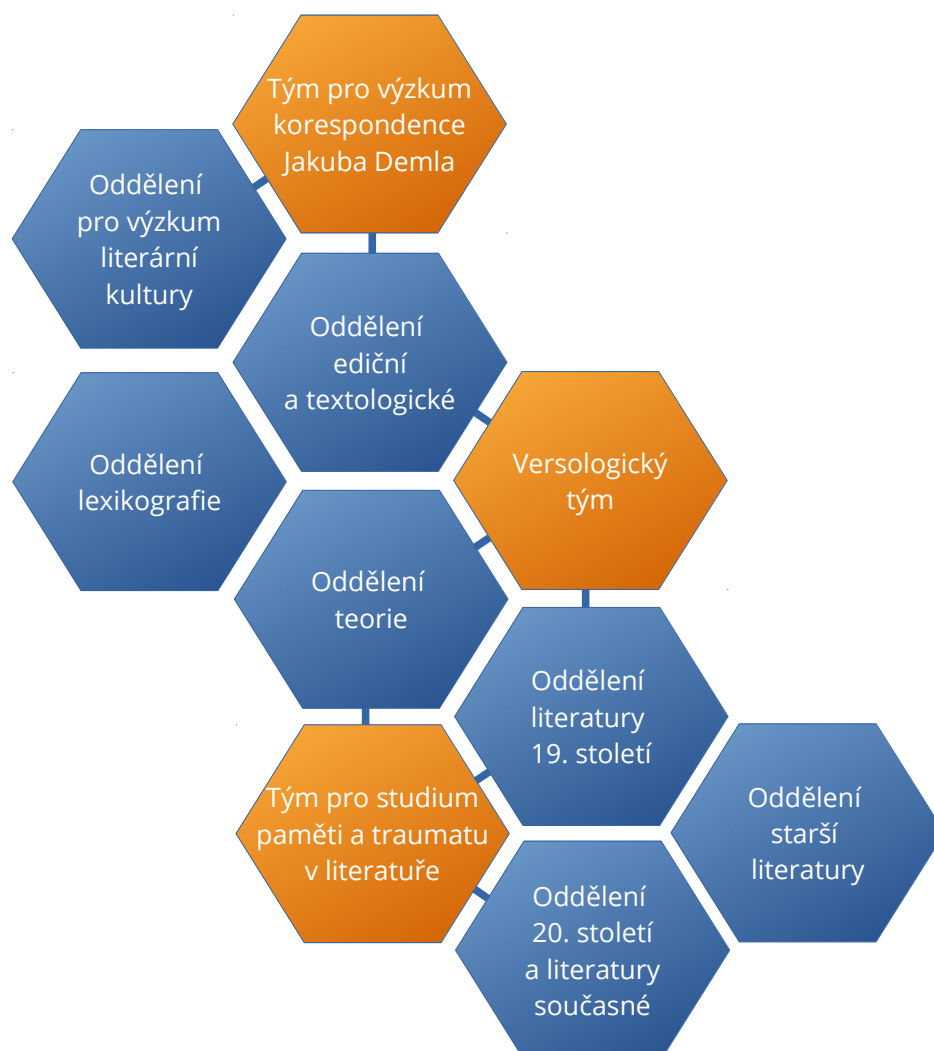 Tým pro výzkum
korespondence
Jakuba Demla
Oddělení
pro výzkum
literární
kultury
Oddělení
ediční
a textologické
Oddělení
lexikografie
Versologický
tým
Oddělení
teorie
Oddělení
literatury
19. století
Tým pro studium
paměti a traumatu
v literatuře
Oddělení
starší
literatury
Oddělení
20. století
a literatury
současné